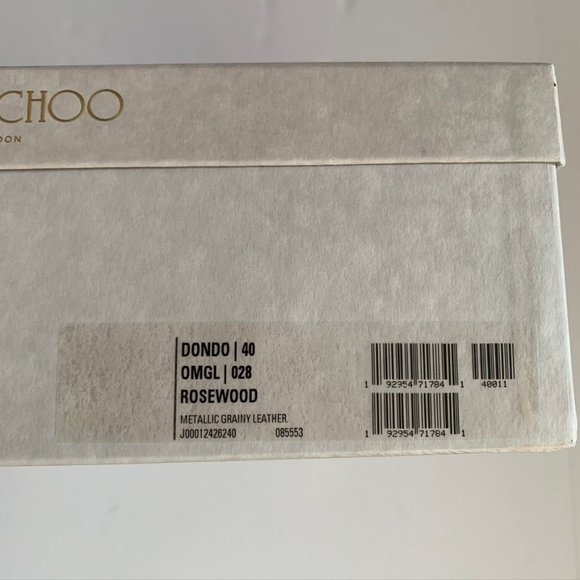 CHOO
DON
DONDO | 40
OMGL | 028
ROSEWOOD
METALLIC GRAINY LEATHER.
J00012426240 085553
1 92954 71784 1 40011
1 92954 71784 1